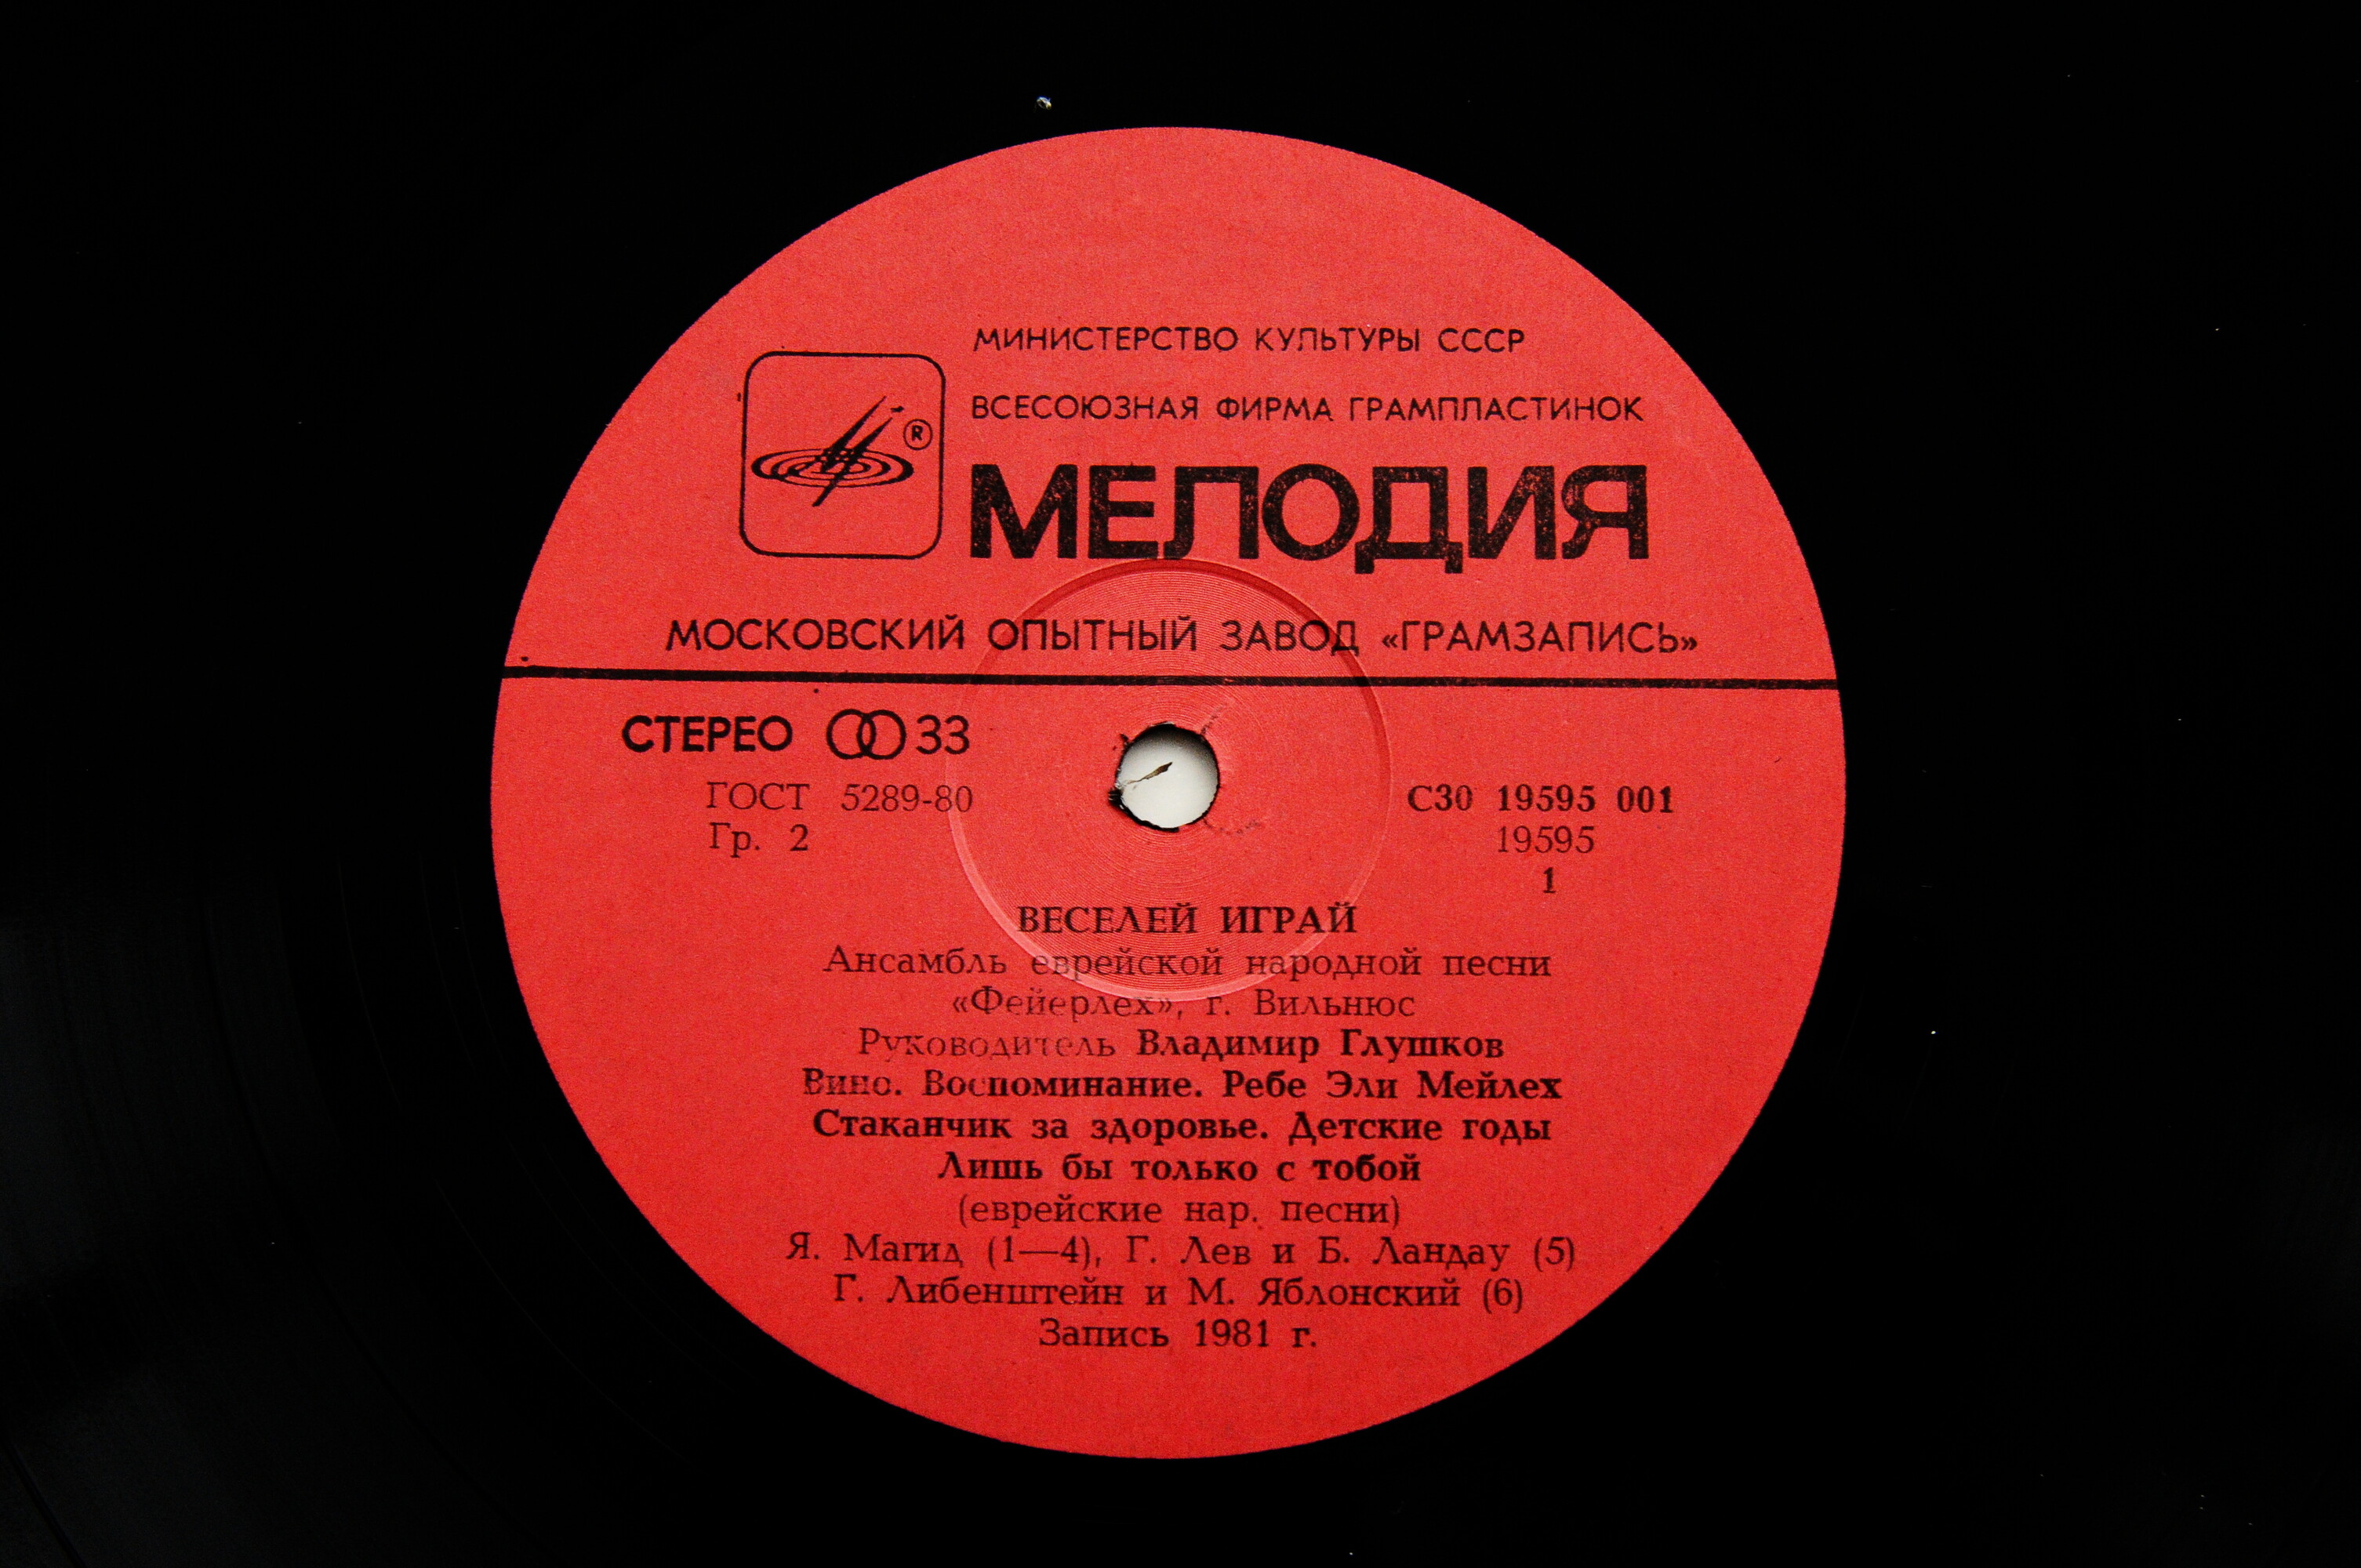 МИНИСТЕРСТВО КУЛЬТУРЫ СССР
ВСЕСОЮЗНАЯ ФИРМА ГРАМПЛАСТИНОК
®
МЕЛОДИЯ
МОСКОВСКИЙ ОПЫТНЫЙ ЗАВОД «ГРАМЗАПИСЬ»
СТЕРЕО 33
ГОСТ 5289-80
Гр. 2
С30 19595 001
19595
1
ВЕСЕЛЕЙ ИГРАЙ
Ансамбль еврейской народной песни
«Фейерлех», г. Вильнюс
Руководитель Владимир Глушков
Вино. Воспоминание. Ребе Эли Мейлех
Стаканчик за здоровье. Детские годы
Лишь бы только с тобой
(еврейские нар. песни)
Я. Магид (1—4), Г. Лев и Б. Ландау (5)
Г. Либенштейн и М. Яблонский (6)
Запись 1981 г.